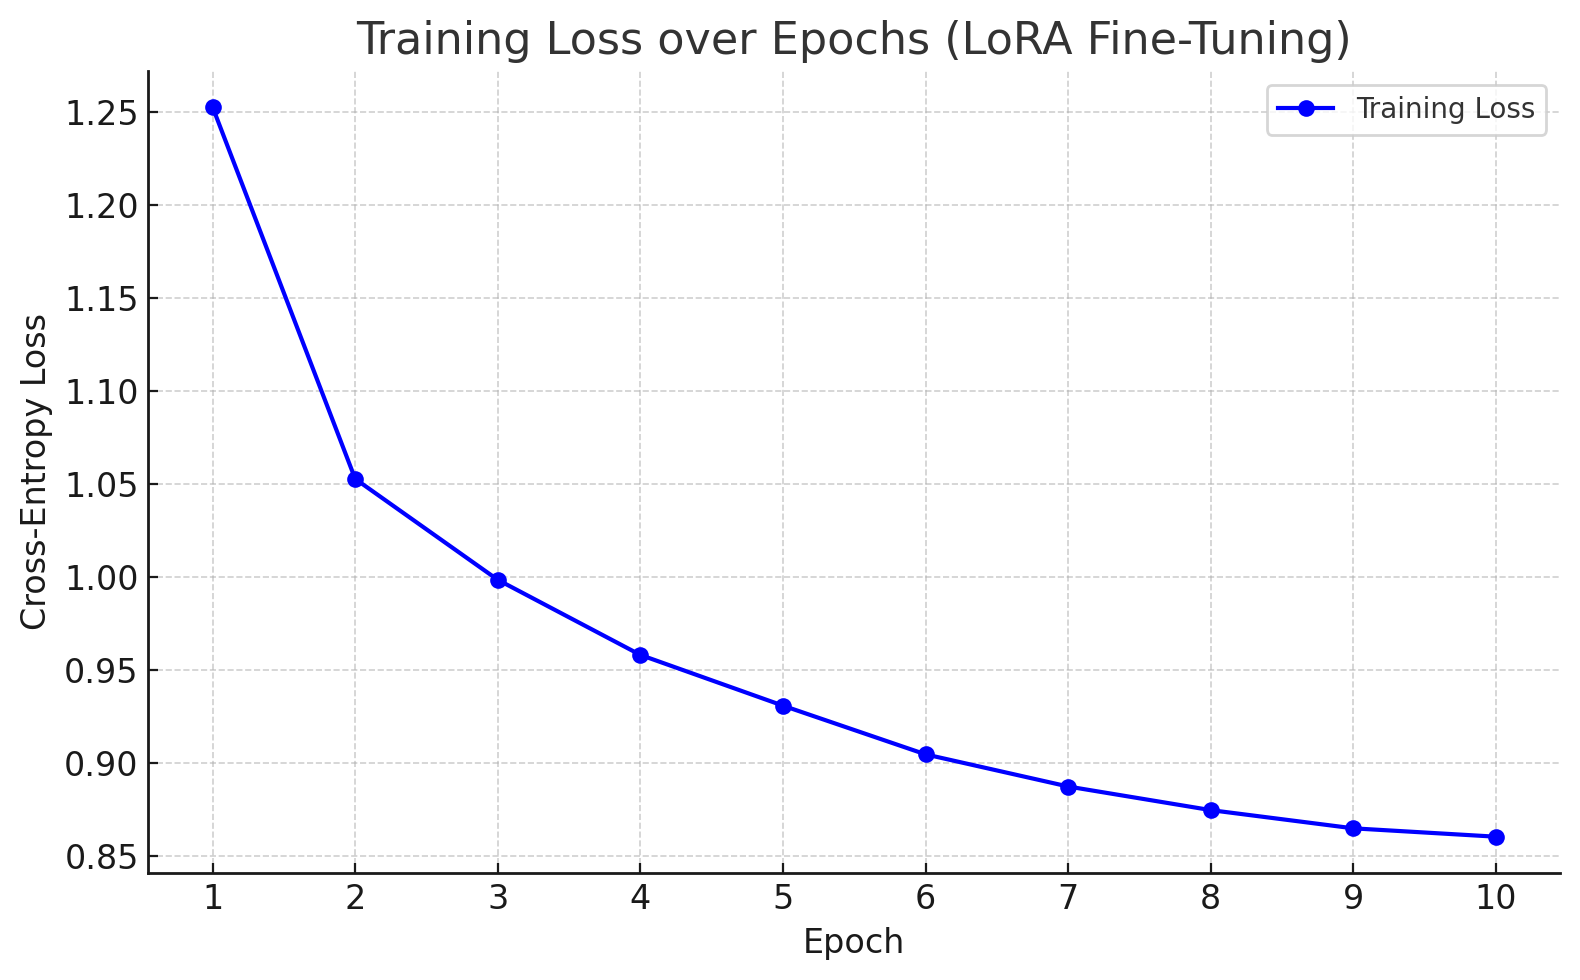 Training Loss over Epochs (LoRA Fine-Tuning)
Training Loss
Cross-Entropy Loss
1.25
1.20
1.15
1.10
1.05
1.00
0.95
0.90
0.85
1 2 3 4 5 6 7 8 9 10
Epoch